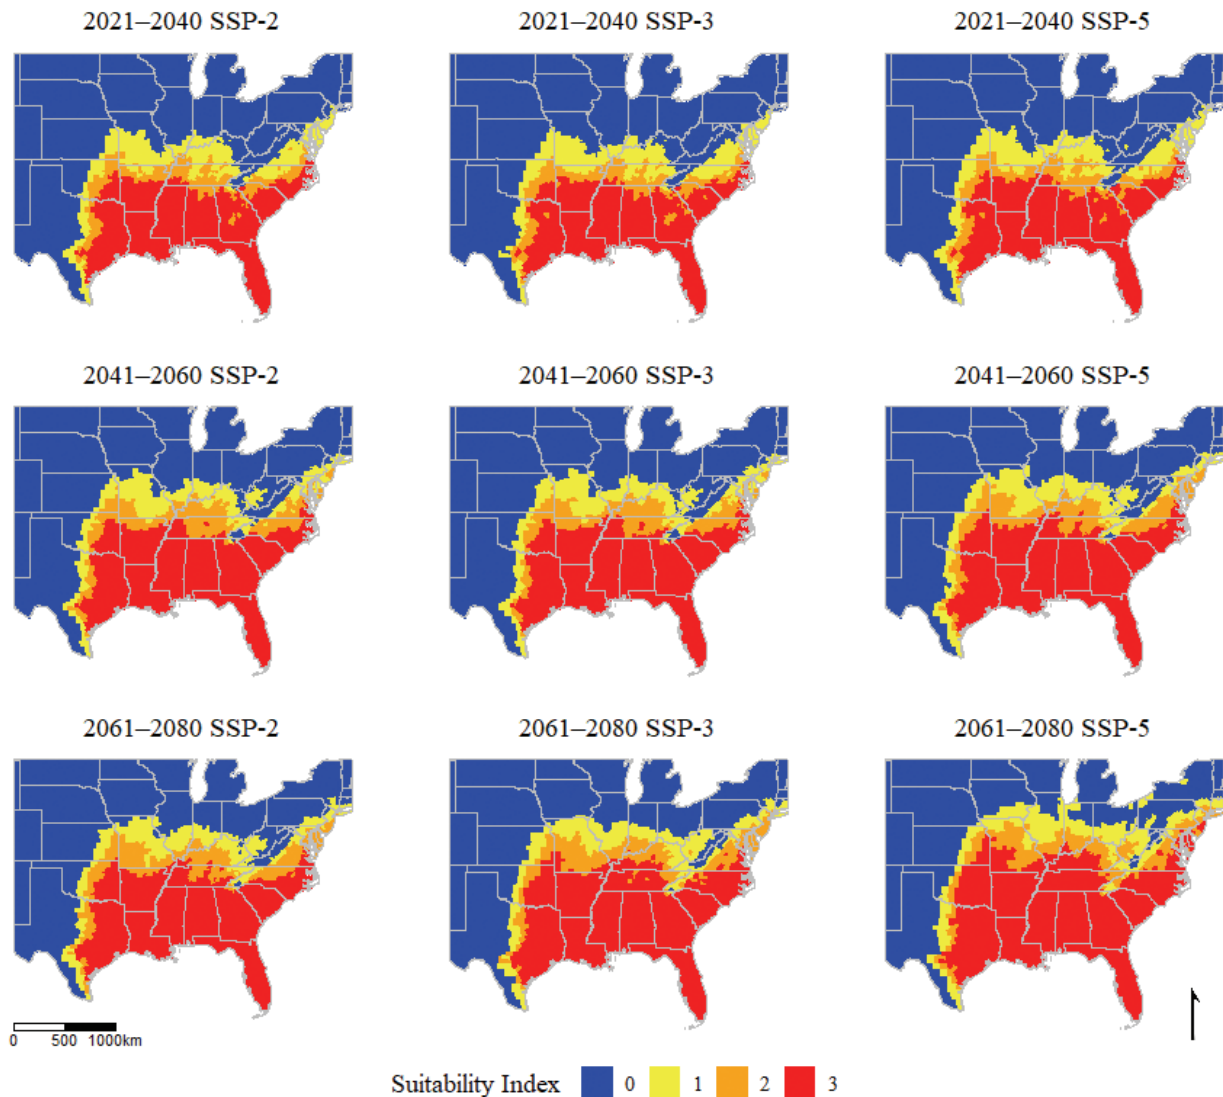 2021–2040 SSP-2
2021–2040 SSP-3
2021–2040 SSP-5
2041–2060 SSP-2
2041–2060 SSP-3
2041–2060 SSP-5
2061–2080 SSP-2
2061–2080 SSP-3
2061–2080 SSP-5
0 500 1000km
Suitability Index 0 1 2 3